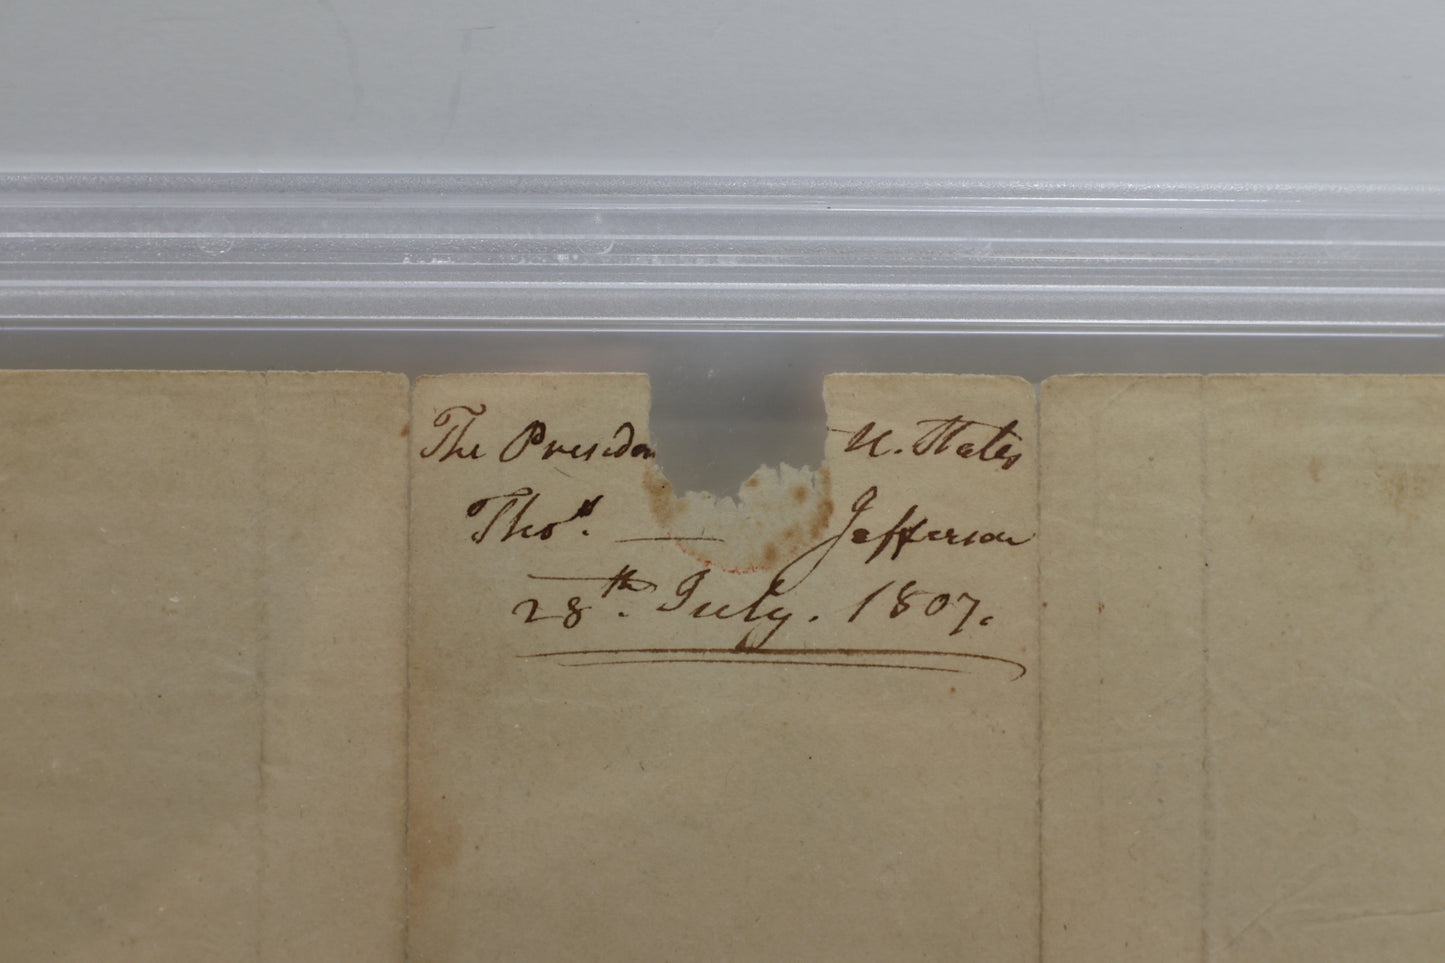 The Presiden U. States
Thos. — Jefferson
28th. July. 1807.